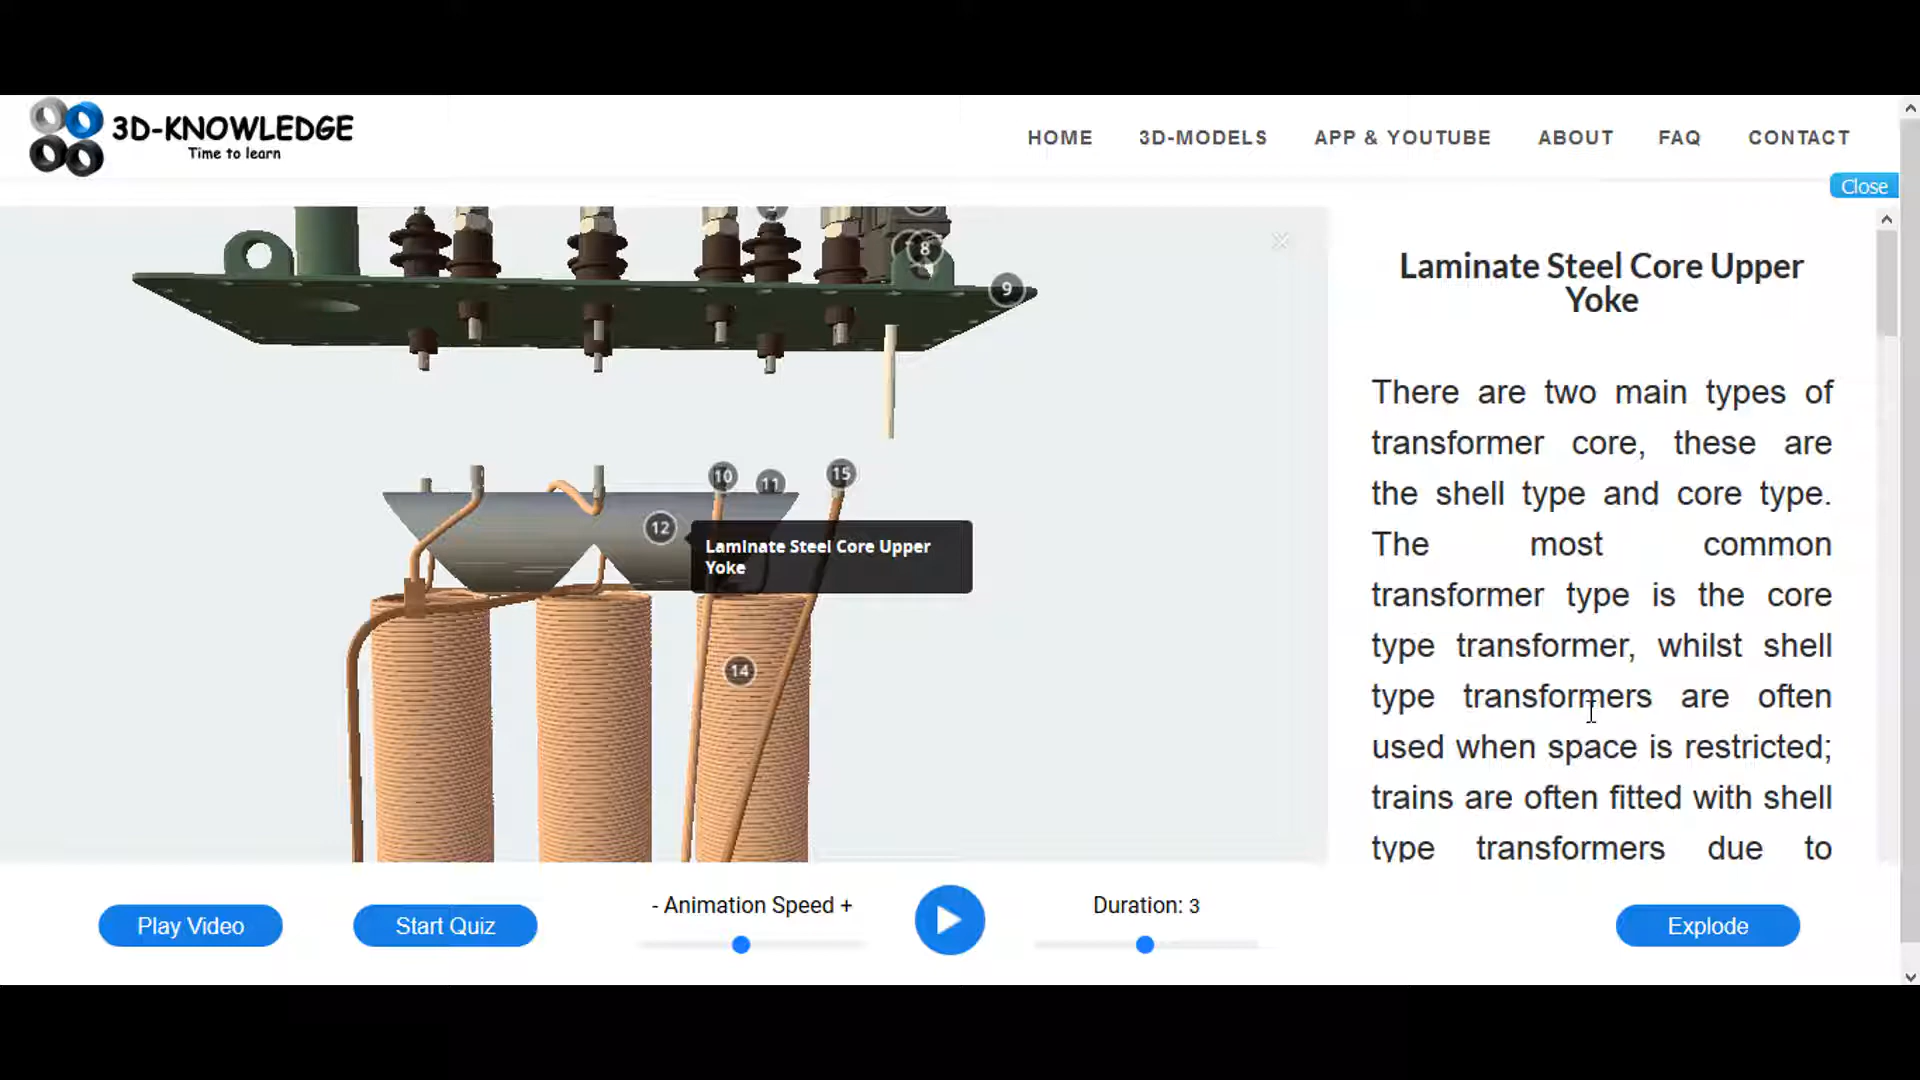 3D-KNOWLEDGE
Time to learn
HOME 3D-MODELS APP & YOUTUBE ABOUT FAQ CONTACT
Close
8
9
10
11
15
12
Laminate Steel Core Upper
Yoke
14
Laminate Steel Core Upper
Yoke
There are two main types of
transformer core, these are
the shell type and core type.
The most common
transformer type is the core
type transformer, whilst shell
type transformers are often
used when space is restricted;
trains are often fitted with shell
type transformers due to
Play Video
Start Quiz
- Animation Speed +
Duration: 3
Explode